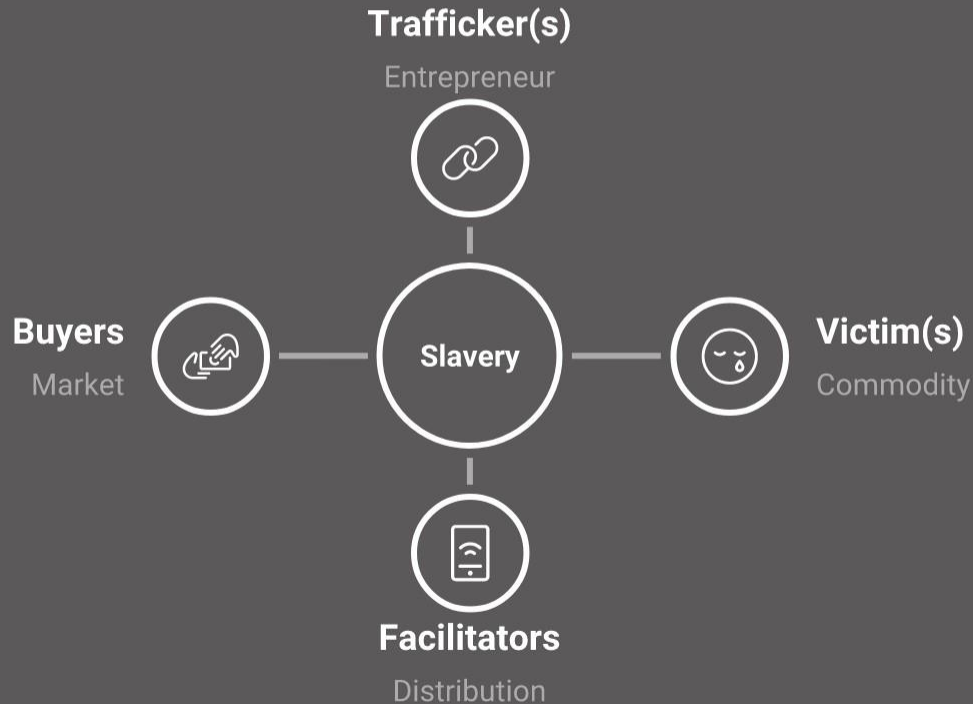 Trafficker(s)
Entrepreneur
Buyers
Market
Slavery
Victim(s)
Commodity
Facilitators
Distribution